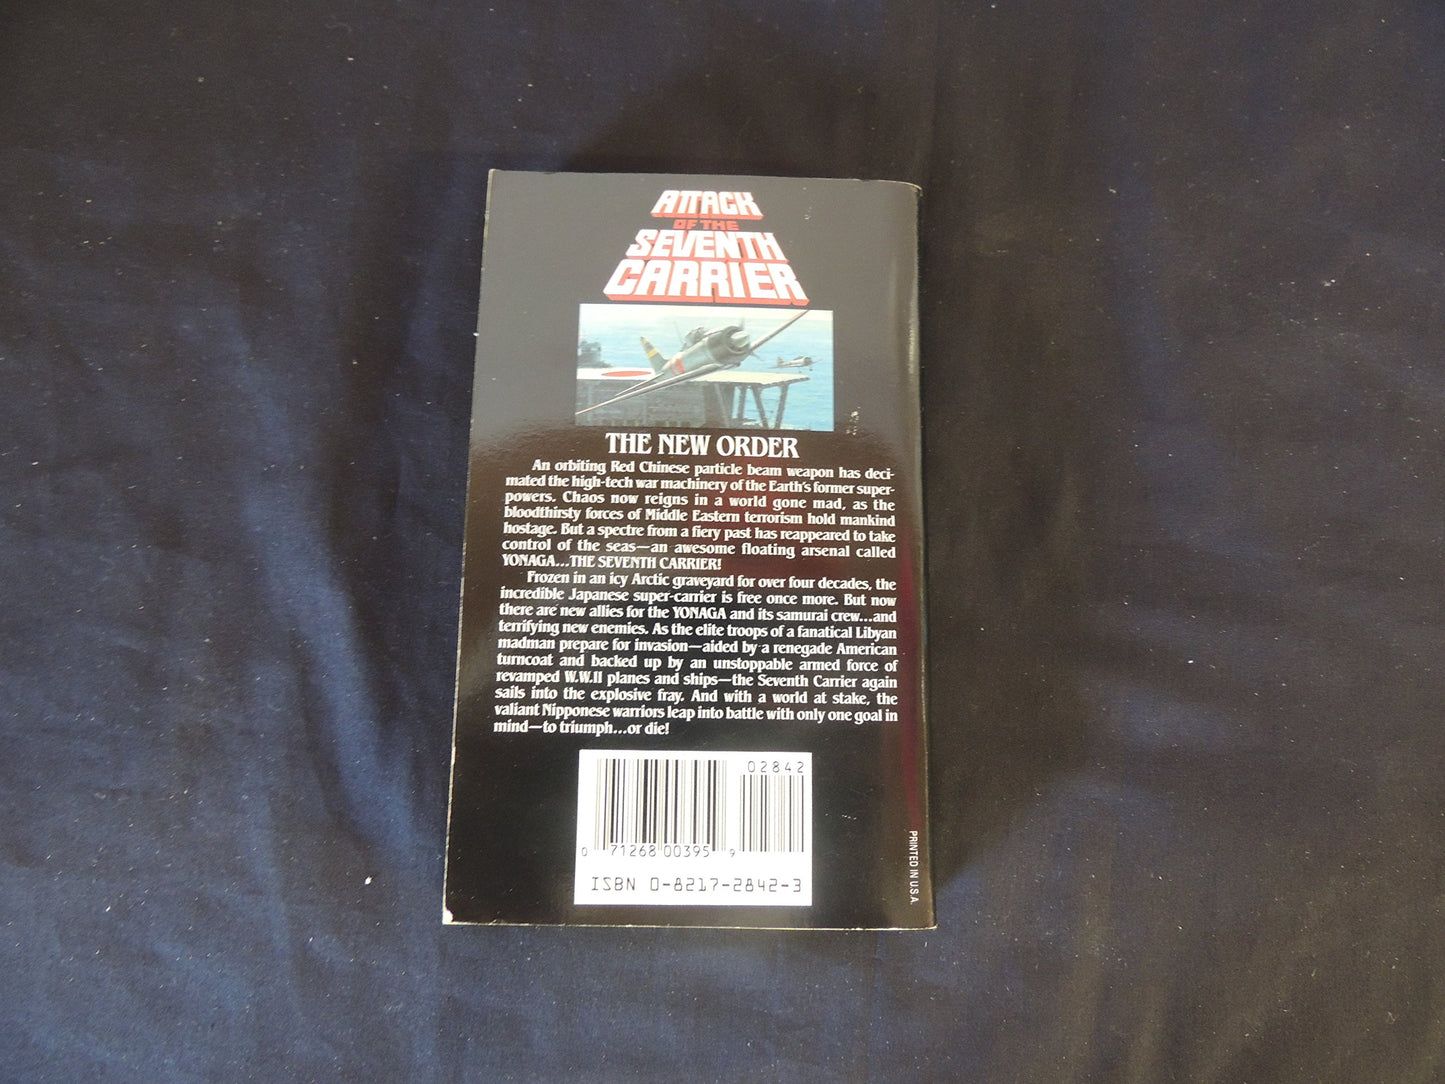 ATTACK
OF THE
SEVENTH
CARRIER
THE NEW ORDER
An orbiting Red Chinese particle beam weapon has deci-
mated the high-tech war machinery of the Earth's former super-
powers. Chaos now reigns in a world gone mad, as the
bloodthirsty forces of Middle Eastern terrorism hold mankind
hostage. But a spectre from a fiery past has reappeared to take
control of the seas—an awesome floating arsenal called
YONAGA...THE SEVENTH CARRIER!
Frozen in an icy Arctic graveyard for over four decades, the
incredible Japanese super-carrier is free once more. But now
there are new allies for the YONAGA and its samurai crew...and
terrifying new enemies. As the elite troops of a fanatical Libyan
madman prepare for invasion—aided by a renegade American
turncoat and backed up by an unstoppable armed force of
revamped W.W.II planes and ships—the Seventh Carrier again
sails into the explosive fray. And with a world at stake, the
valiant Nipponese warriors leap into battle with only one goal in
mind—to triumph...or die!
02842
0 71268 00395 9
ISBN 0-8217-2842-3
PRINTED IN U.S.A.